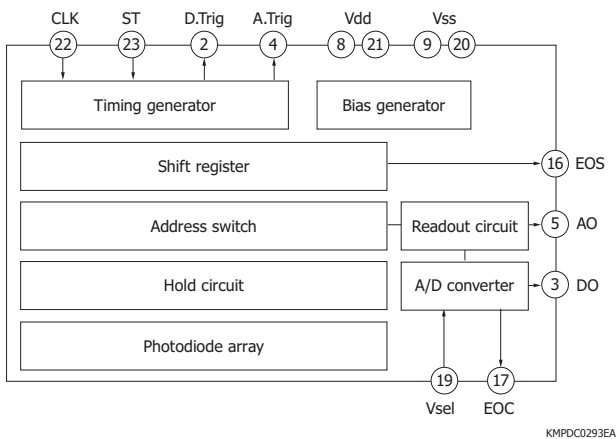 CLK ST D.Trig A.Trig Vdd Vss
22 23 2 4 8 21 9 20
Timing generator Bias generator
Shift register 16 EOS
Address switch Readout circuit 5 AO
Hold circuit A/D converter 3 DO
Photodiode array
19 17
Vsel EOC
KMPDC0293EA